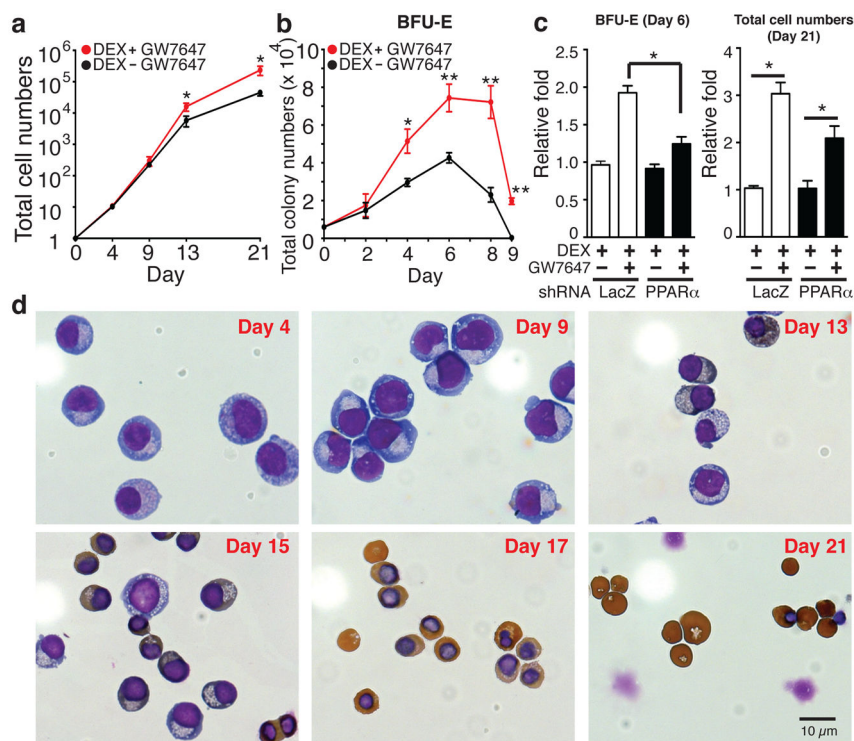 a
Total cell numbers
10^6
10^5
10^4
10^3
10^2
10
1
DEX+ GW7647
DEX− GW7647
*
*
0 4 9 13 21
Day
b
BFU-E
Total colony numbers (x 10^4)
10
8
6
4
2
0
DEX+ GW7647
DEX− GW7647
* ** ** **
0 2 4 6 8 9
Day
c
BFU-E (Day 6)
Relative fold
2.5
2.0
1.5
1.0
0.5
0
*
Total cell numbers
(Day 21)
Relative fold
4
3
2
1
0
*
*
DEX + + + + + + + +
GW7647 − + − + − + − +
shRNA LacZ PPARα LacZ PPARα
d
Day 4
Day 9
Day 13
Day 15
Day 17
Day 21
10 µm